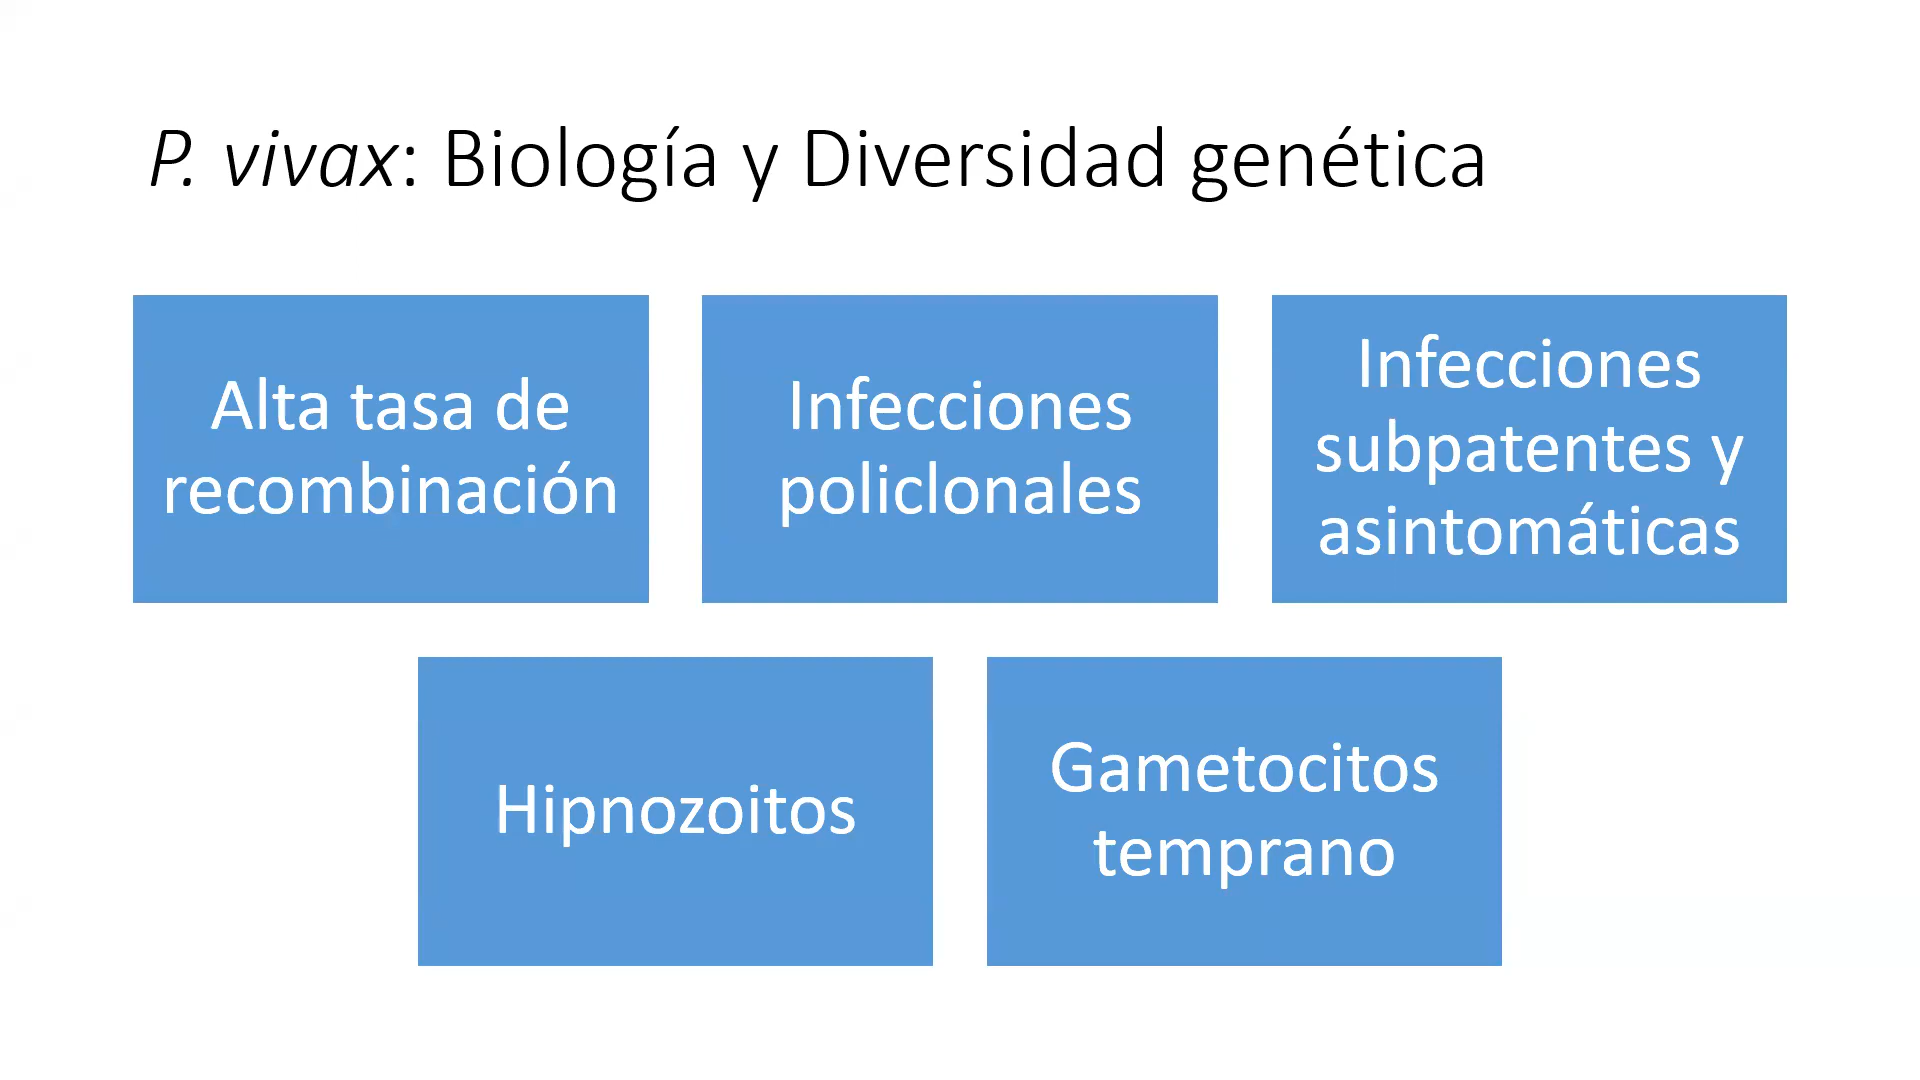 P. vivax: Biología y Diversidad genética
Alta tasa de
recombinación
Infecciones
policlonales
Infecciones
subpatentes y
asintomáticas
Hipnozoitos
Gametocitos
temprano